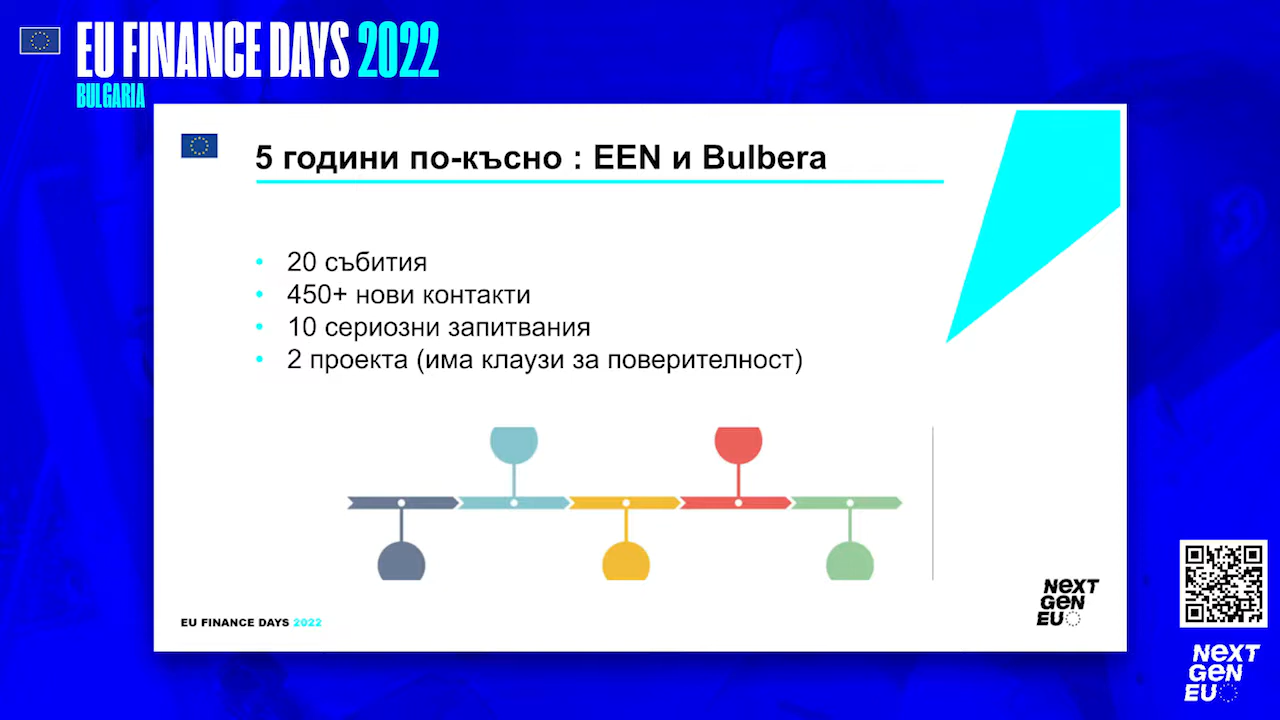 EU FINANCE DAYS 2022
BULGARIA
5 години по-късно : EEN и Bulbera
• 20 събития
• 450+ нови контакти
• 10 сериозни запитвания
• 2 проекта (има клаузи за поверителност)
EU FINANCE DAYS 2022
NEXT
GEN
EU
NEXT
GEN
EU